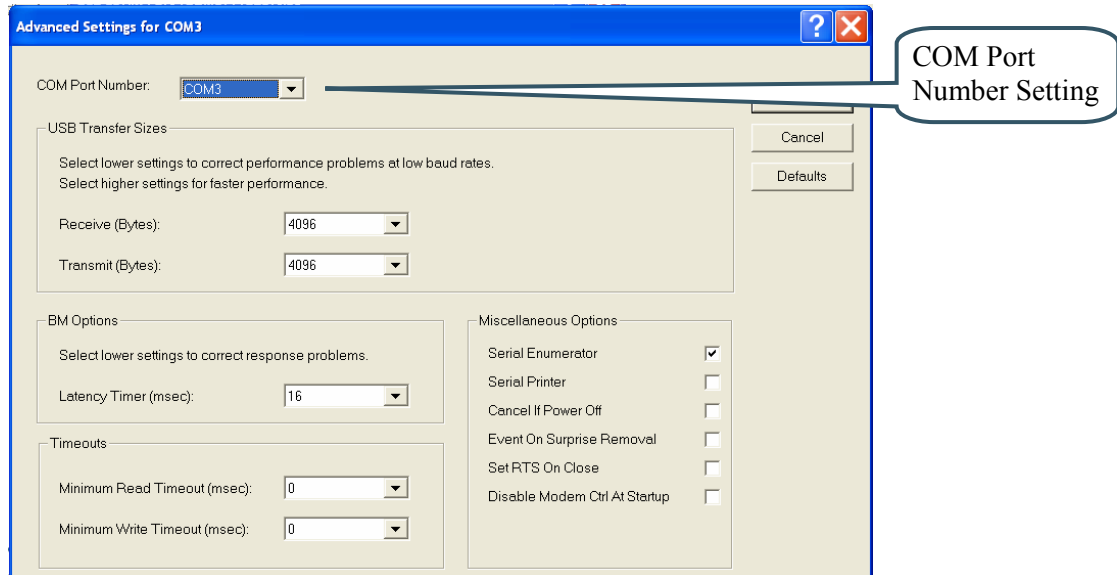 Advanced Settings for COM3
COM Port Number:
COM3
COM Port
Number Setting
USB Transfer Sizes
Select lower settings to correct performance problems at low baud rates.
Select higher settings for faster performance.
Receive (Bytes):
4096
Transmit (Bytes):
4096
Cancel
Defaults
BM Options
Select lower settings to correct response problems.
Latency Timer (msec):
16
Timeouts
Minimum Read Timeout (msec):
0
Minimum Write Timeout (msec):
0
Miscellaneous Options
Serial Enumerator
Serial Printer
Cancel If Power Off
Event On Surprise Removal
Set RTS On Close
Disable Modem Ctrl At Startup